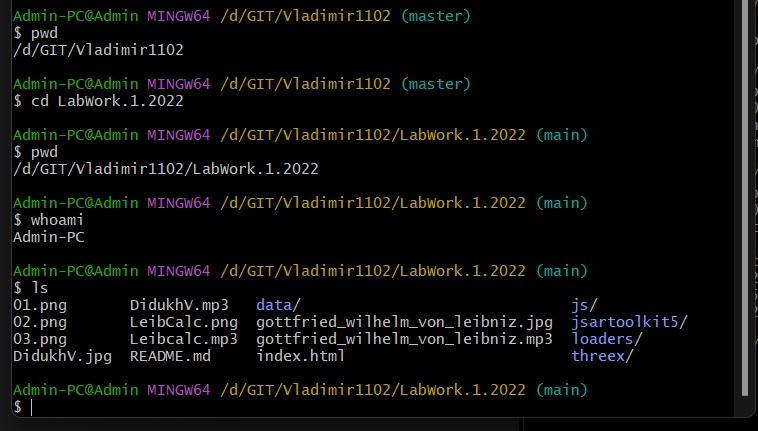 Admin-PC@Admin MINGW64 /d/GIT/Vladimir1102 (master)
$ pwd
/d/GIT/Vladimir1102
Admin-PC@Admin MINGW64 /d/GIT/Vladimir1102 (master)
$ cd LabWork.1.2022
Admin-PC@Admin MINGW64 /d/GIT/Vladimir1102/LabWork.1.2022 (main)
$ pwd
/d/GIT/Vladimir1102/LabWork.1.2022
Admin-PC@Admin MINGW64 /d/GIT/Vladimir1102/LabWork.1.2022 (main)
$ whoami
Admin-PC
Admin-PC@Admin MINGW64 /d/GIT/Vladimir1102/LabWork.1.2022 (main)
$ ls
01.png DidukhV.mp3 data/ js/
02.png LeibCalc.png gottfried_wilhelm_von_leibniz.jpg jsartoolkit5/
03.png Leibcalc.mp3 gottfried_wilhelm_von_leibniz.mp3 loaders/
DidukhV.jpg README.md index.html threex/
Admin-PC@Admin MINGW64 /d/GIT/Vladimir1102/LabWork.1.2022 (main)
$